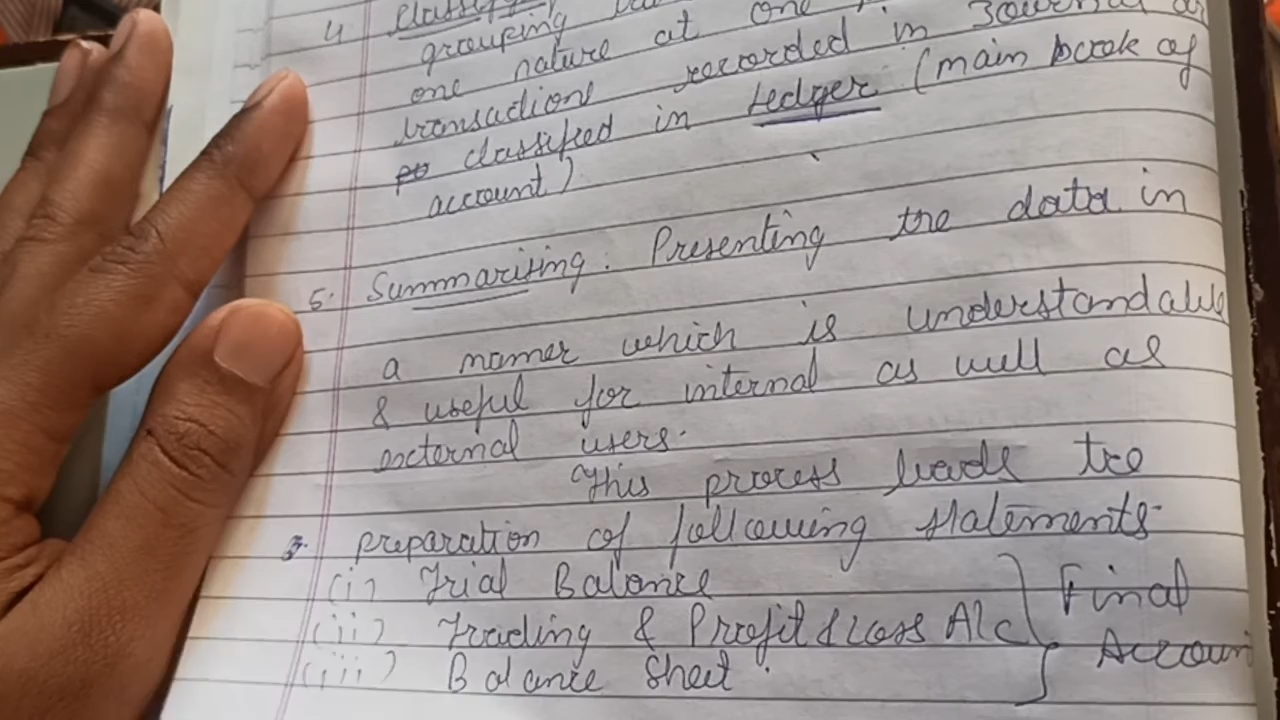 4 Classifying
grouping
one nature at one
transactions recorded in Journal
classified in Ledger (main book of
account)
5. Summarising: Presenting the data in
a manner which is understandable
& useful for internal as well as
external users.
This process leads the
preparation of following statements.
(i) Trial Balance
(ii) Trading & Profit & Loss A/c
(iii) Balance Sheet.
Final
Account